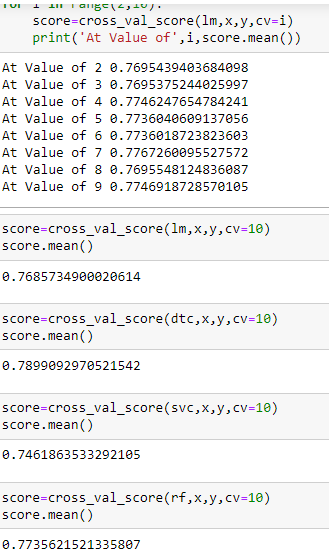 for i in range(2,10):
score=cross_val_score(lm,x,y,cv=i)
print('At Value of',i,score.mean())
At Value of 2 0.7695439403684098
At Value of 3 0.7695375244025997
At Value of 4 0.7746247654784241
At Value of 5 0.7736040609137056
At Value of 6 0.7736018723823603
At Value of 7 0.7767260095527572
At Value of 8 0.7695548124836087
At Value of 9 0.7746918728570105
score=cross_val_score(lm,x,y,cv=10)
score.mean()
0.7685734900020614
score=cross_val_score(dtc,x,y,cv=10)
score.mean()
0.7899092970521542
score=cross_val_score(svc,x,y,cv=10)
score.mean()
0.7461863533292105
score=cross_val_score(rf,x,y,cv=10)
score.mean()
0.7735621521335807